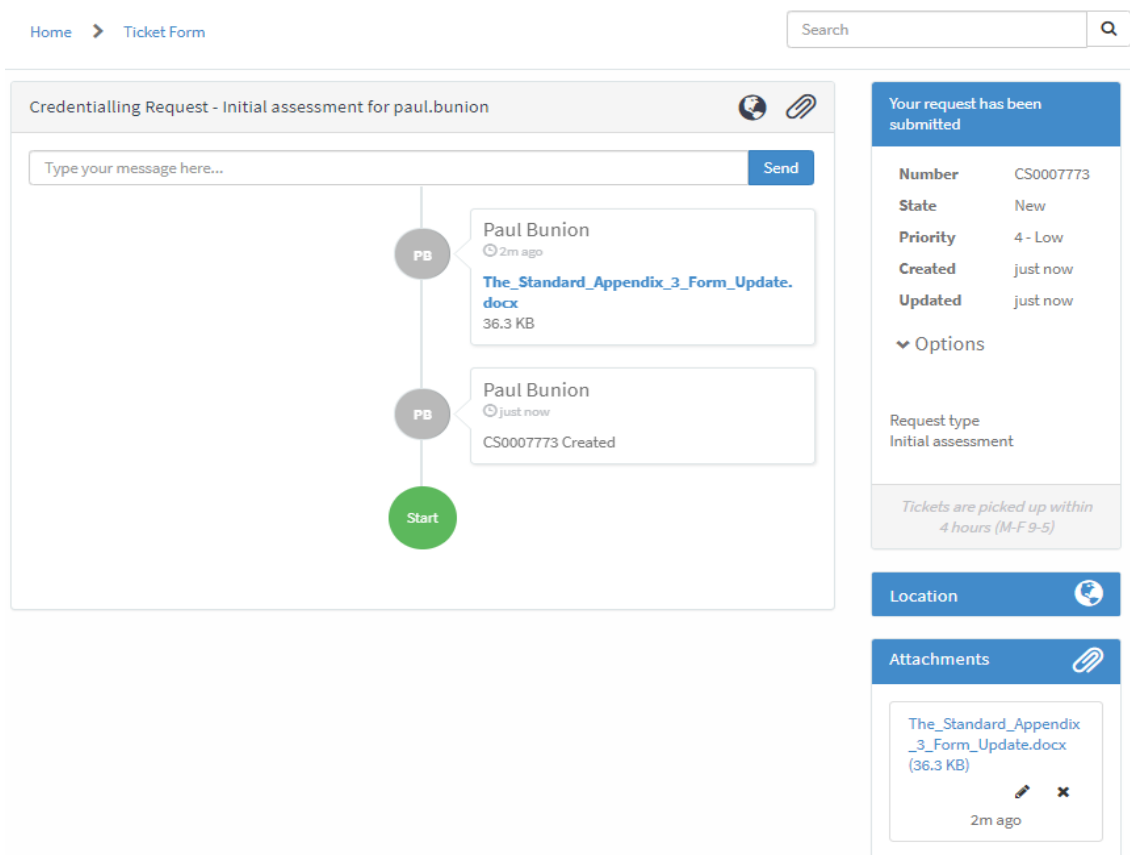 Home
Ticket Form
Search
Credentialling Request - Initial assessment for paul.bunion
Type your message here...
Send
PB
Paul Bunion
2m ago
The_Standard_Appendix_3_Form_Update.
docx
36.3 KB
PB
Paul Bunion
just now
CS0007773 Created
Start
Your request has been
submitted
Number CS0007773
State New
Priority 4 - Low
Created just now
Updated just now
Options
Request type
Initial assessment
Tickets are picked up within
4 hours (M-F 9-5)
Location
Attachments
The_Standard_Appendix
_3_Form_Update.docx
(36.3 KB)
2m ago